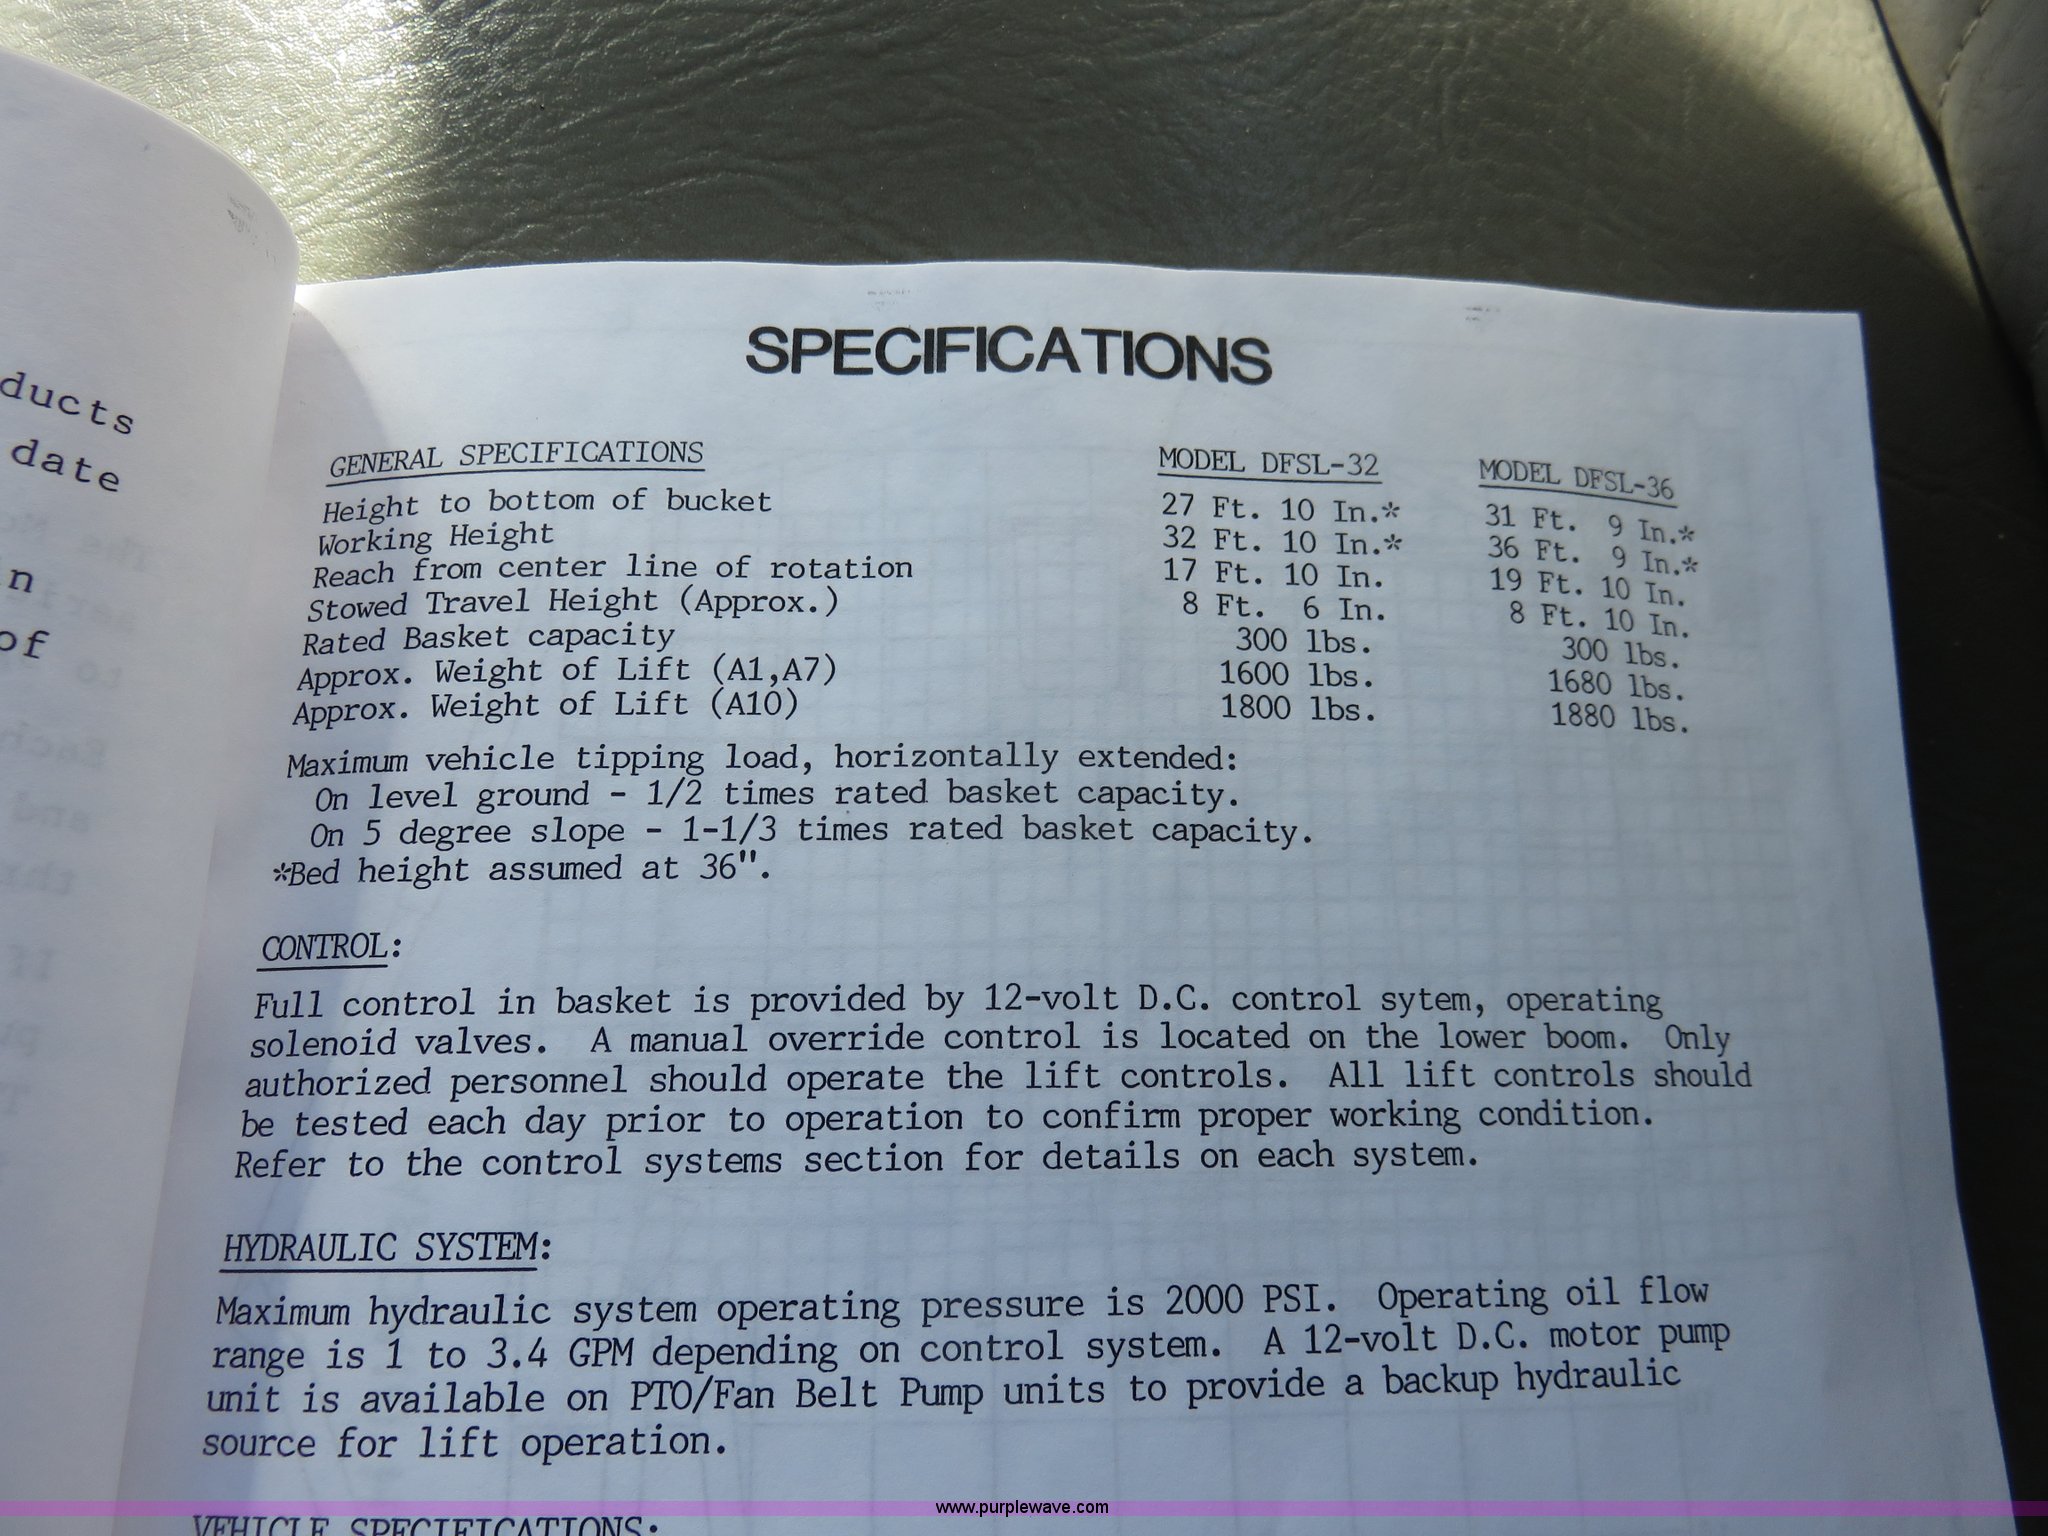 ducts
date
n
of
SPECIFICATIONS
GENERAL SPECIFICATIONS MODEL DFSL-32 MODEL DFSL-36
Height to bottom of bucket 27 Ft. 10 In.* 31 Ft. 9 In.*
Working Height 32 Ft. 10 In.* 36 Ft. 9 In.*
Reach from center line of rotation 17 Ft. 10 In. 19 Ft. 10 In.
Stowed Travel Height (Approx.) 8 Ft. 6 In. 8 Ft. 10 In.
Rated Basket capacity 300 lbs. 300 lbs.
Approx. Weight of Lift (A1,A7) 1600 lbs. 1680 lbs.
Approx. Weight of Lift (A10) 1800 lbs. 1880 lbs.
Maximum vehicle tipping load, horizontally extended:
On level ground - 1/2 times rated basket capacity.
On 5 degree slope - 1-1/3 times rated basket capacity.
*Bed height assumed at 36".
CONTROL:
Full control in basket is provided by 12-volt D.C. control sytem, operating
solenoid valves. A manual override control is located on the lower boom. Only
authorized personnel should operate the lift controls. All lift controls should
be tested each day prior to operation to confirm proper working condition.
Refer to the control systems section for details on each system.
HYDRAULIC SYSTEM:
Maximum hydraulic system operating pressure is 2000 PSI. Operating oil flow
range is 1 to 3.4 GPM depending on control system. A 12-volt D.C. motor pump
unit is available on PTO/Fan Belt Pump units to provide a backup hydraulic
source for lift operation.
www.purplewave.com
VEHICLE SPECIFICATIONS: